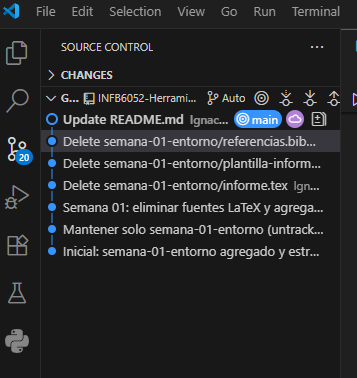 File Edit Selection View Go Run Terminal
SOURCE CONTROL ...
CHANGES
G... INFB6052-Herrami... Auto
Update README.md Ignac... main
Delete semana-01-entorno/referencias.bib...
Delete semana-01-entorno/plantilla-inform...
Delete semana-01-entorno/informe.tex Igna...
Semana 01: eliminar fuentes LaTeX y agrega...
Mantener solo semana-01-entorno (untrack...
Inicial: semana-01-entorno agregado y estr...
20